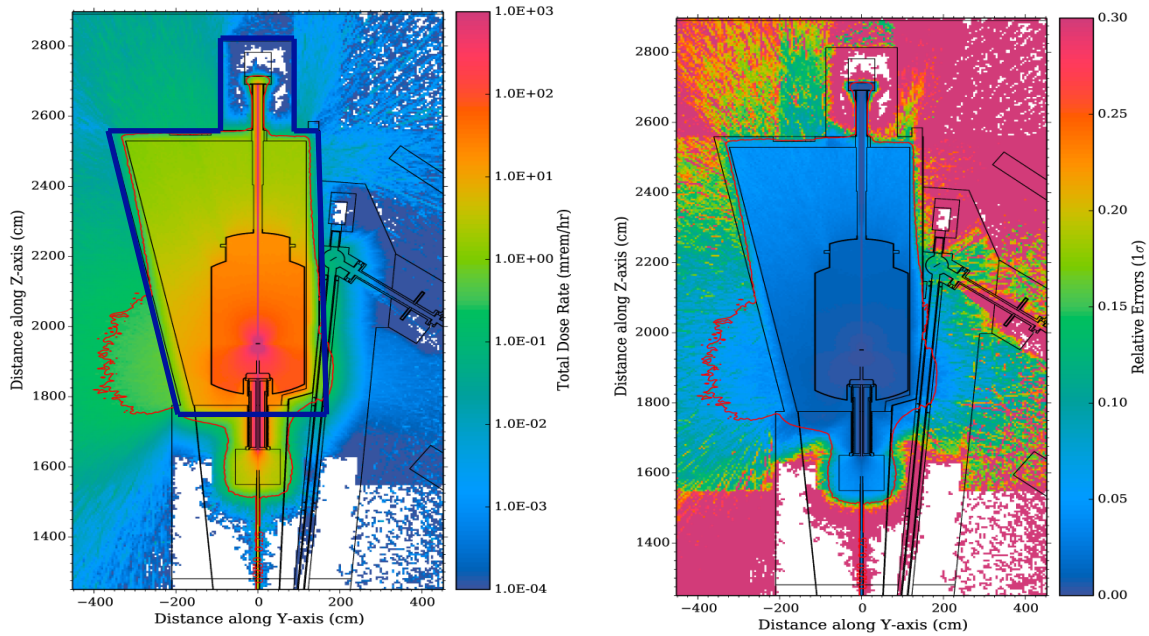 2800
2600
2400
2200
2000
1800
1600
1400
Distance along Z-axis (cm)
−400
−200
0
200
400
Distance along Y-axis (cm)
1.0E+03
1.0E+02
1.0E+01
1.0E+00
1.0E-01
1.0E-02
1.0E-03
1.0E-04
Total Dose Rate (mrem/hr)
2800
2600
2400
2200
2000
1800
1600
1400
Distance along Z-axis (cm)
−400
−200
0
200
400
Distance along Y-axis (cm)
0.30
0.25
0.20
0.15
0.10
0.05
0.00
Relative Errors (1σ)